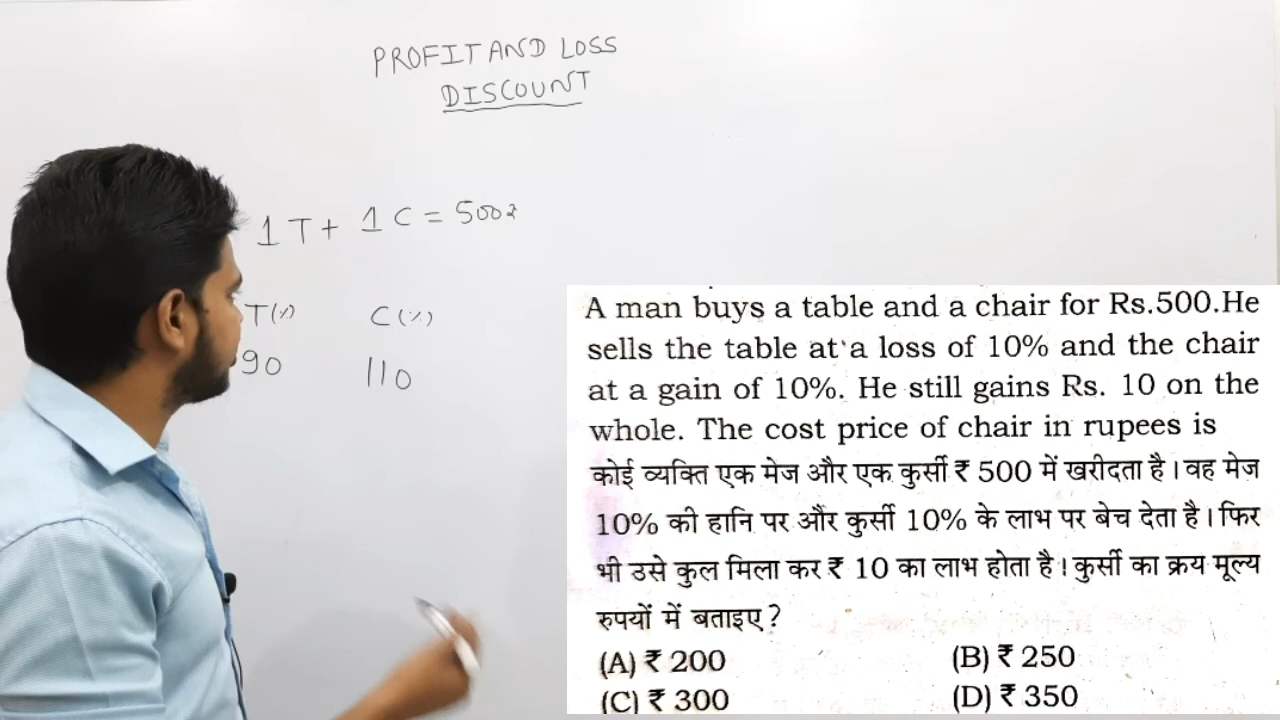 PROFIT AND LOSS
DISCOUNT
1 T + 1 C = 500₹
T(%) C(%)
90 110
A man buys a table and a chair for Rs.500.He
sells the table at a loss of 10% and the chair
at a gain of 10%. He still gains Rs. 10 on the
whole. The cost price of chair in rupees is
कोई व्यक्ति एक मेज और एक कुर्सी ₹ 500 में खरीदता है। वह मेज
10% की हानि पर और कुर्सी 10% के लाभ पर बेच देता है। फिर
भी उसे कुल मिला कर ₹ 10 का लाभ होता है। कुर्सी का क्रय मूल्य
रुपयों में बताइए?
(A) ₹ 200 (B) ₹ 250
(C) ₹ 300 (D) ₹ 350